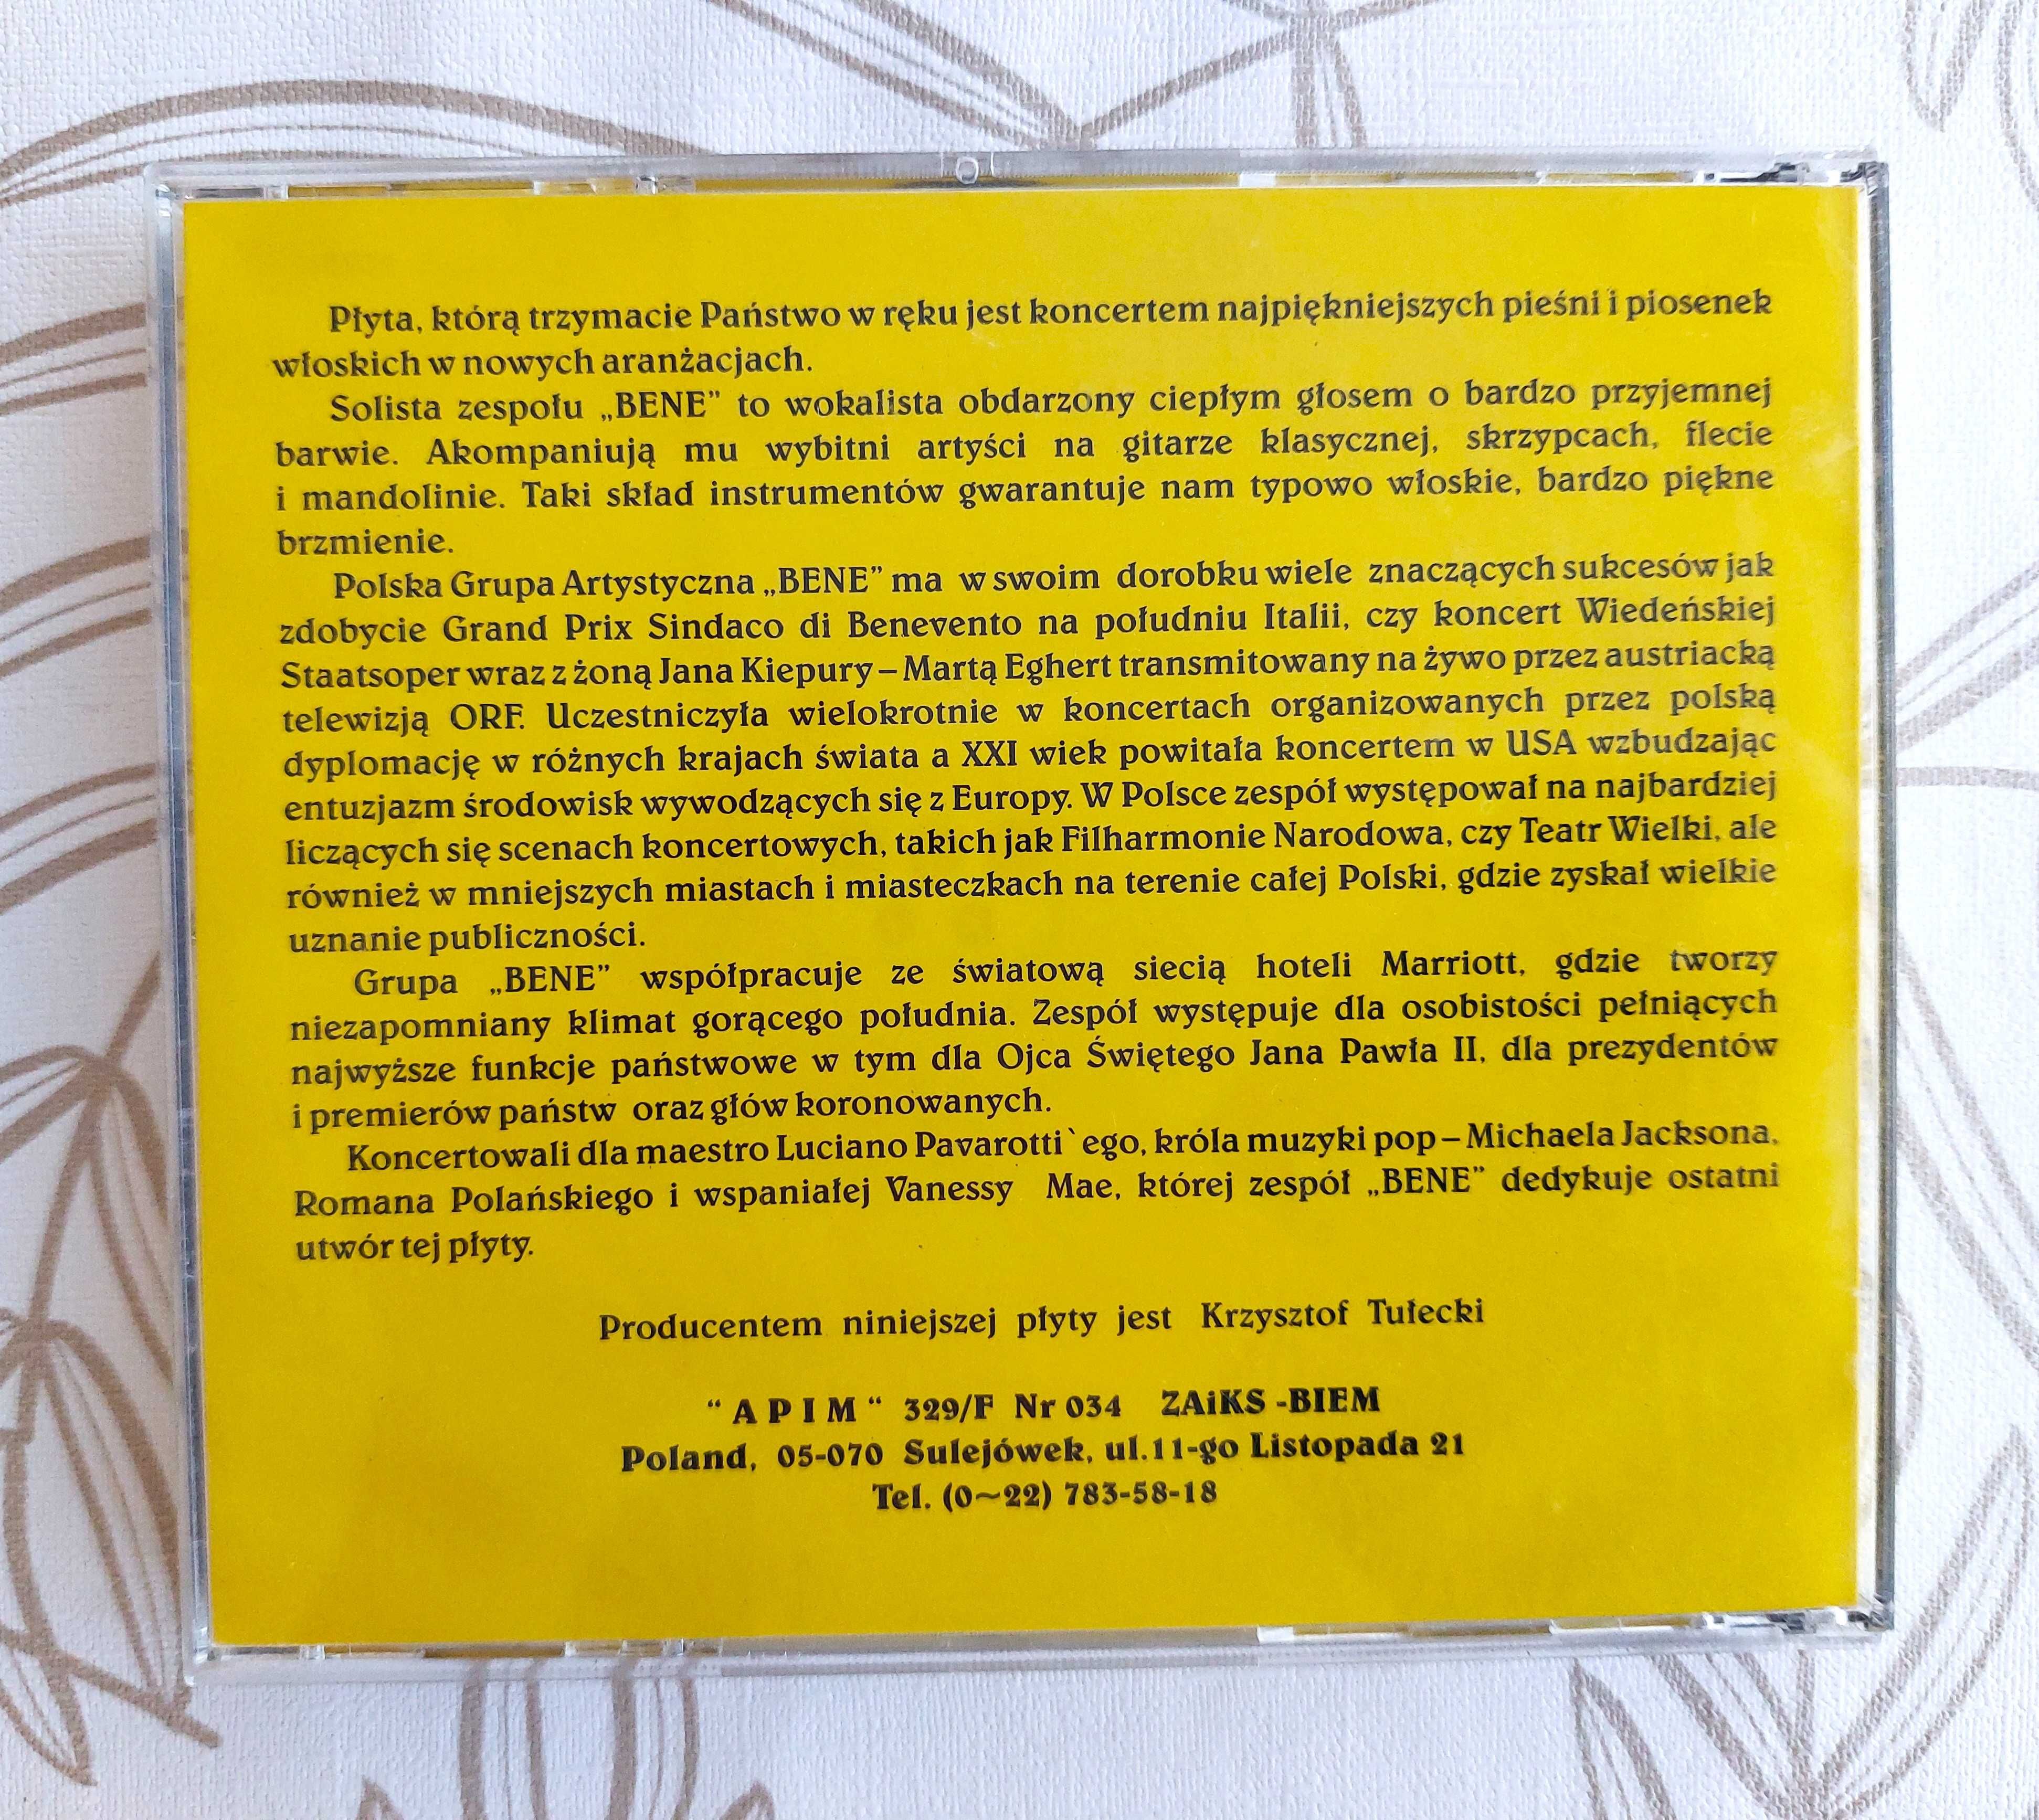 Płyta, którą trzymacie Państwo w ręku jest koncertem najpiękniejszych pieśni i piosenek
włoskich w nowych aranżacjach.
Solista zespołu „BENE” to wokalista obdarzony ciepłym głosem o bardzo przyjemnej
barwie. Akompaniują mu wybitni artyści na gitarze klasycznej, skrzypcach, flecie
i mandolinie. Taki skład instrumentów gwarantuje nam typowo włoskie, bardzo piękne
brzmienie.
Polska Grupa Artystyczna „BENE” ma w swoim dorobku wiele znaczących sukcesów jak
zdobycie Grand Prix Sindaco di Benevento na południu Italii, czy koncert Wiedeńskiej
Staatsoper wraz z żoną Jana Kiepury – Martą Eghert transmitowany na żywo przez austriacką
telewizją ORF. Uczestniczyła wielokrotnie w koncertach organizowanych przez polską
dyplomację w różnych krajach świata a XXI wiek powitała koncertem w USA wzbudzając
entuzjazm środowisk wywodzących się z Europy. W Polsce zespół występował na najbardziej
liczących się scenach koncertowych, takich jak Filharmonie Narodowa, czy Teatr Wielki, ale
również w mniejszych miastach i miasteczkach na terenie całej Polski, gdzie zyskał wielkie
uznanie publiczności.
Grupa „BENE” współpracuje ze światową siecią hoteli Marriott, gdzie tworzy
niezapomniany klimat gorącego południa. Zespół występuje dla osobistości pełniących
najwyższe funkcje państwowe w tym dla Ojca Świętego Jana Pawła II, dla prezydentów
i premierów państw oraz głów koronowanych.
Koncertowali dla maestro Luciano Pavarotti`ego, króla muzyki pop – Michaela Jacksona,
Romana Polańskiego i wspaniałej Vanessy Mae, której zespół „BENE” dedykuje ostatni
utwór tej płyty.
Producentem niniejszej płyty jest Krzysztof Tułecki
“ A P I M “ 329/F Nr 034 ZAiKS -BIEM
Poland, 05-070 Sulejówek, ul.11-go Listopada 21
Tel. (0~22) 783-58-18